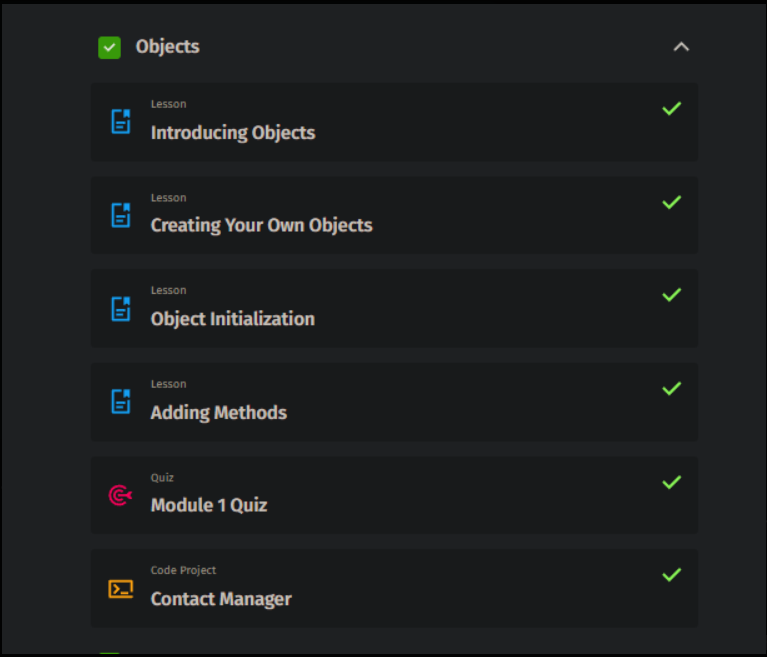 Objects
Lesson
Introducing Objects
Lesson
Creating Your Own Objects
Lesson
Object Initialization
Lesson
Adding Methods
Quiz
Module 1 Quiz
Code Project
Contact Manager